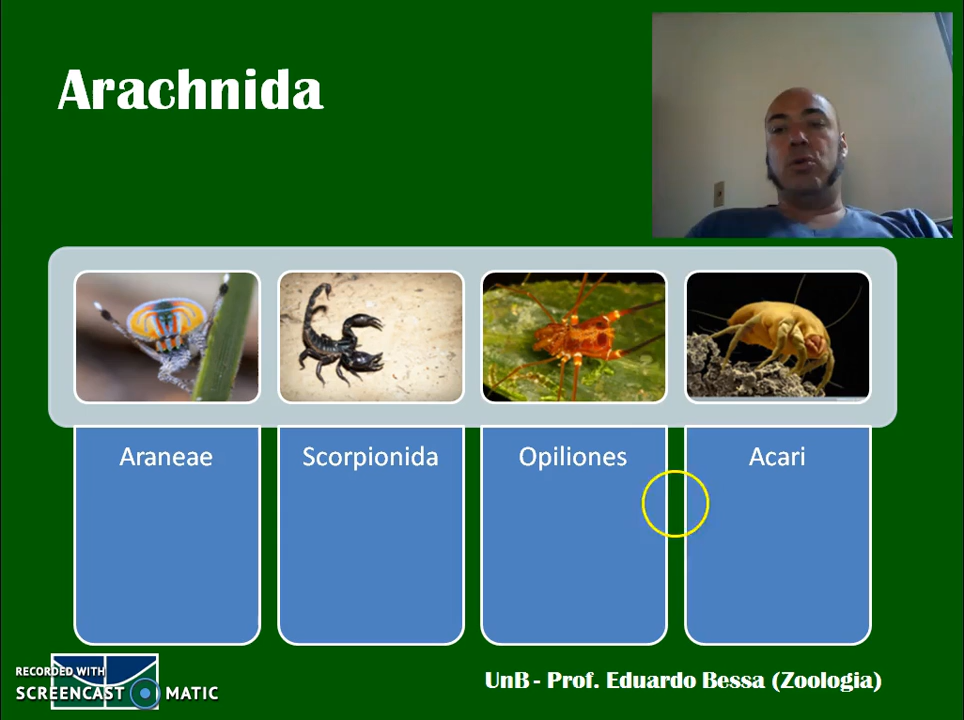 Arachnida
Araneae
Scorpionida
Opiliones
Acari
RECORDED WITH
SCREENCAST MATIC
UnB - Prof. Eduardo Bessa (Zoologia)